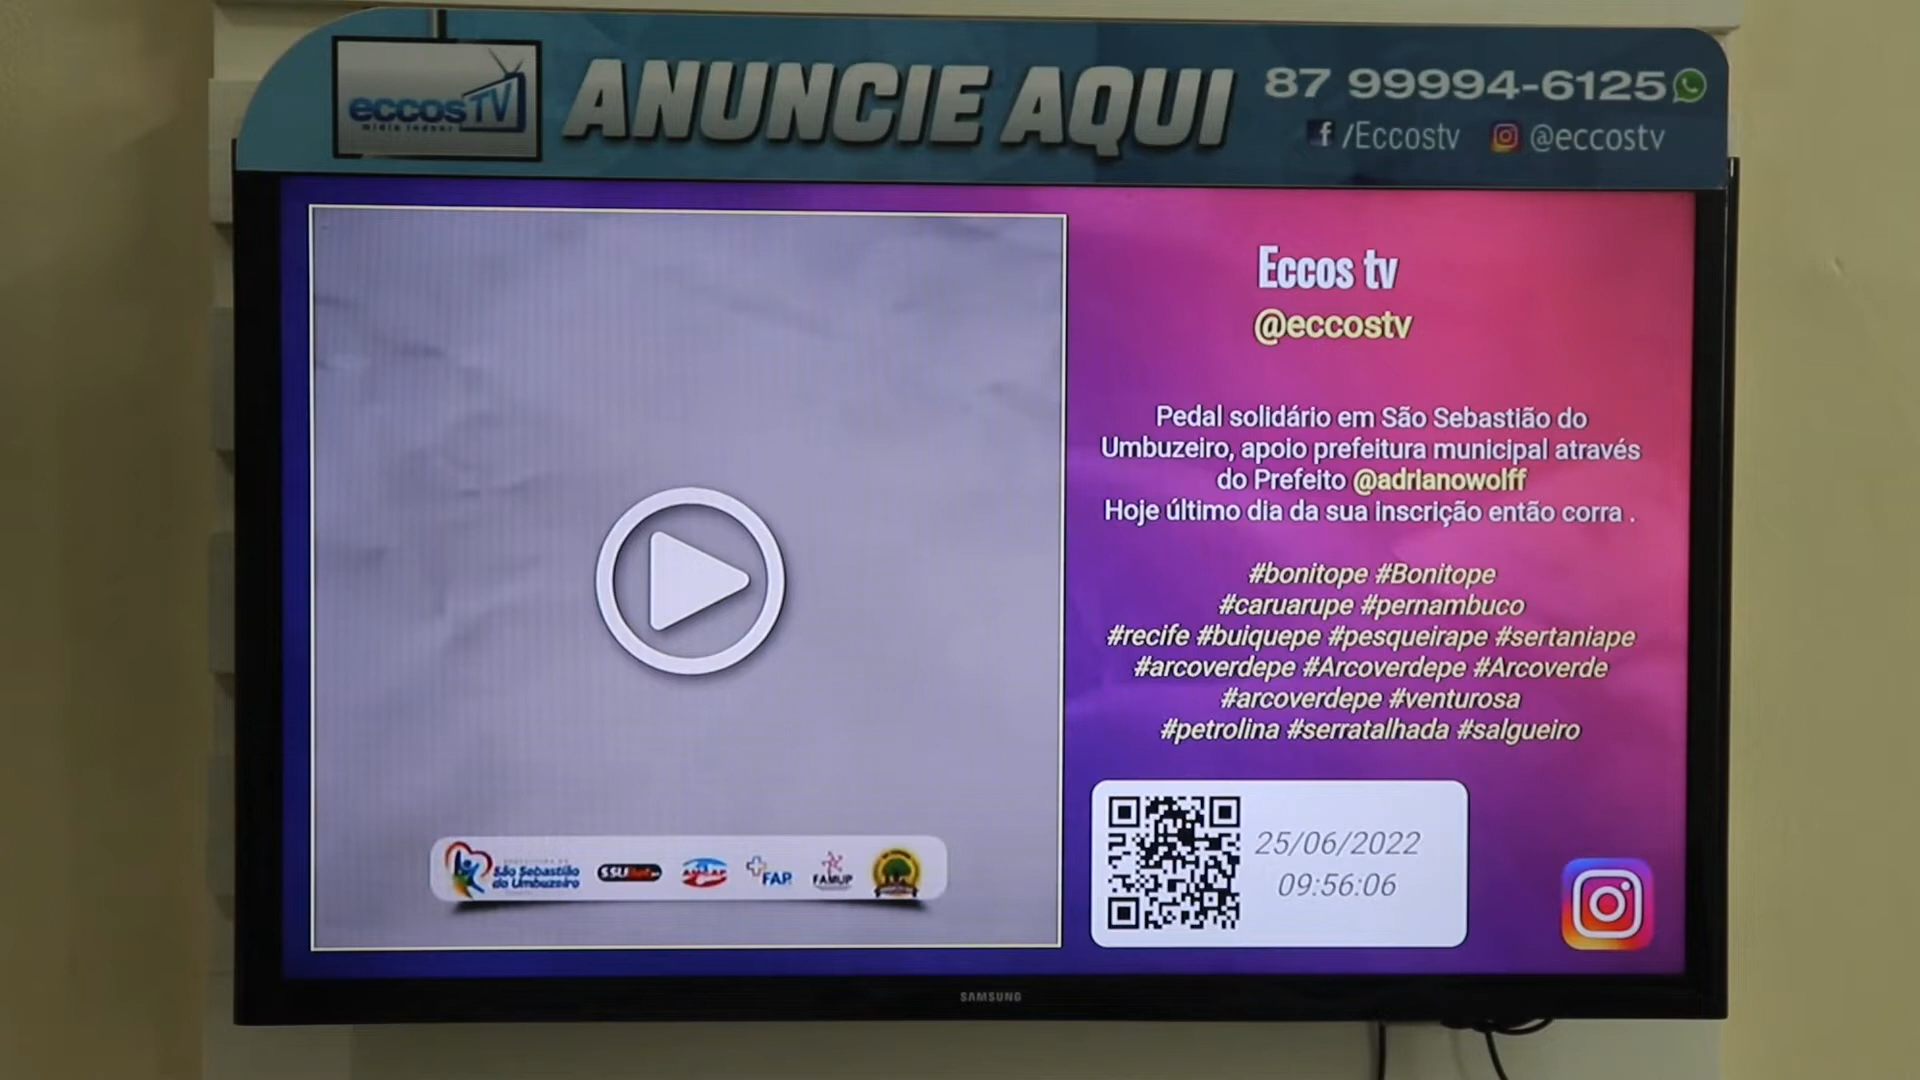 eccosTV
mídia indoor
ANUNCIE AQUI
87 99994-6125
/Eccostv @eccostv
Eccos tv
@eccostv
Pedal solidário em São Sebastião do
Umbuzeiro, apoio prefeitura municipal através
do Prefeito @adrianowolff
Hoje último dia da sua inscrição então corra .
#bonitope #Bonitope
#caruarupe #pernambuco
#recife #buiquepe #pesqueirape #sertaniape
#arcoverdepe #Arcoverdepe #Arcoverde
#arcoverdepe #venturosa
#petrolina #serratalhada #salgueiro
São Sebastião
do Umbuzeiro
FAP
FAMUP
25/06/2022
09:56:06
SAMSUNG